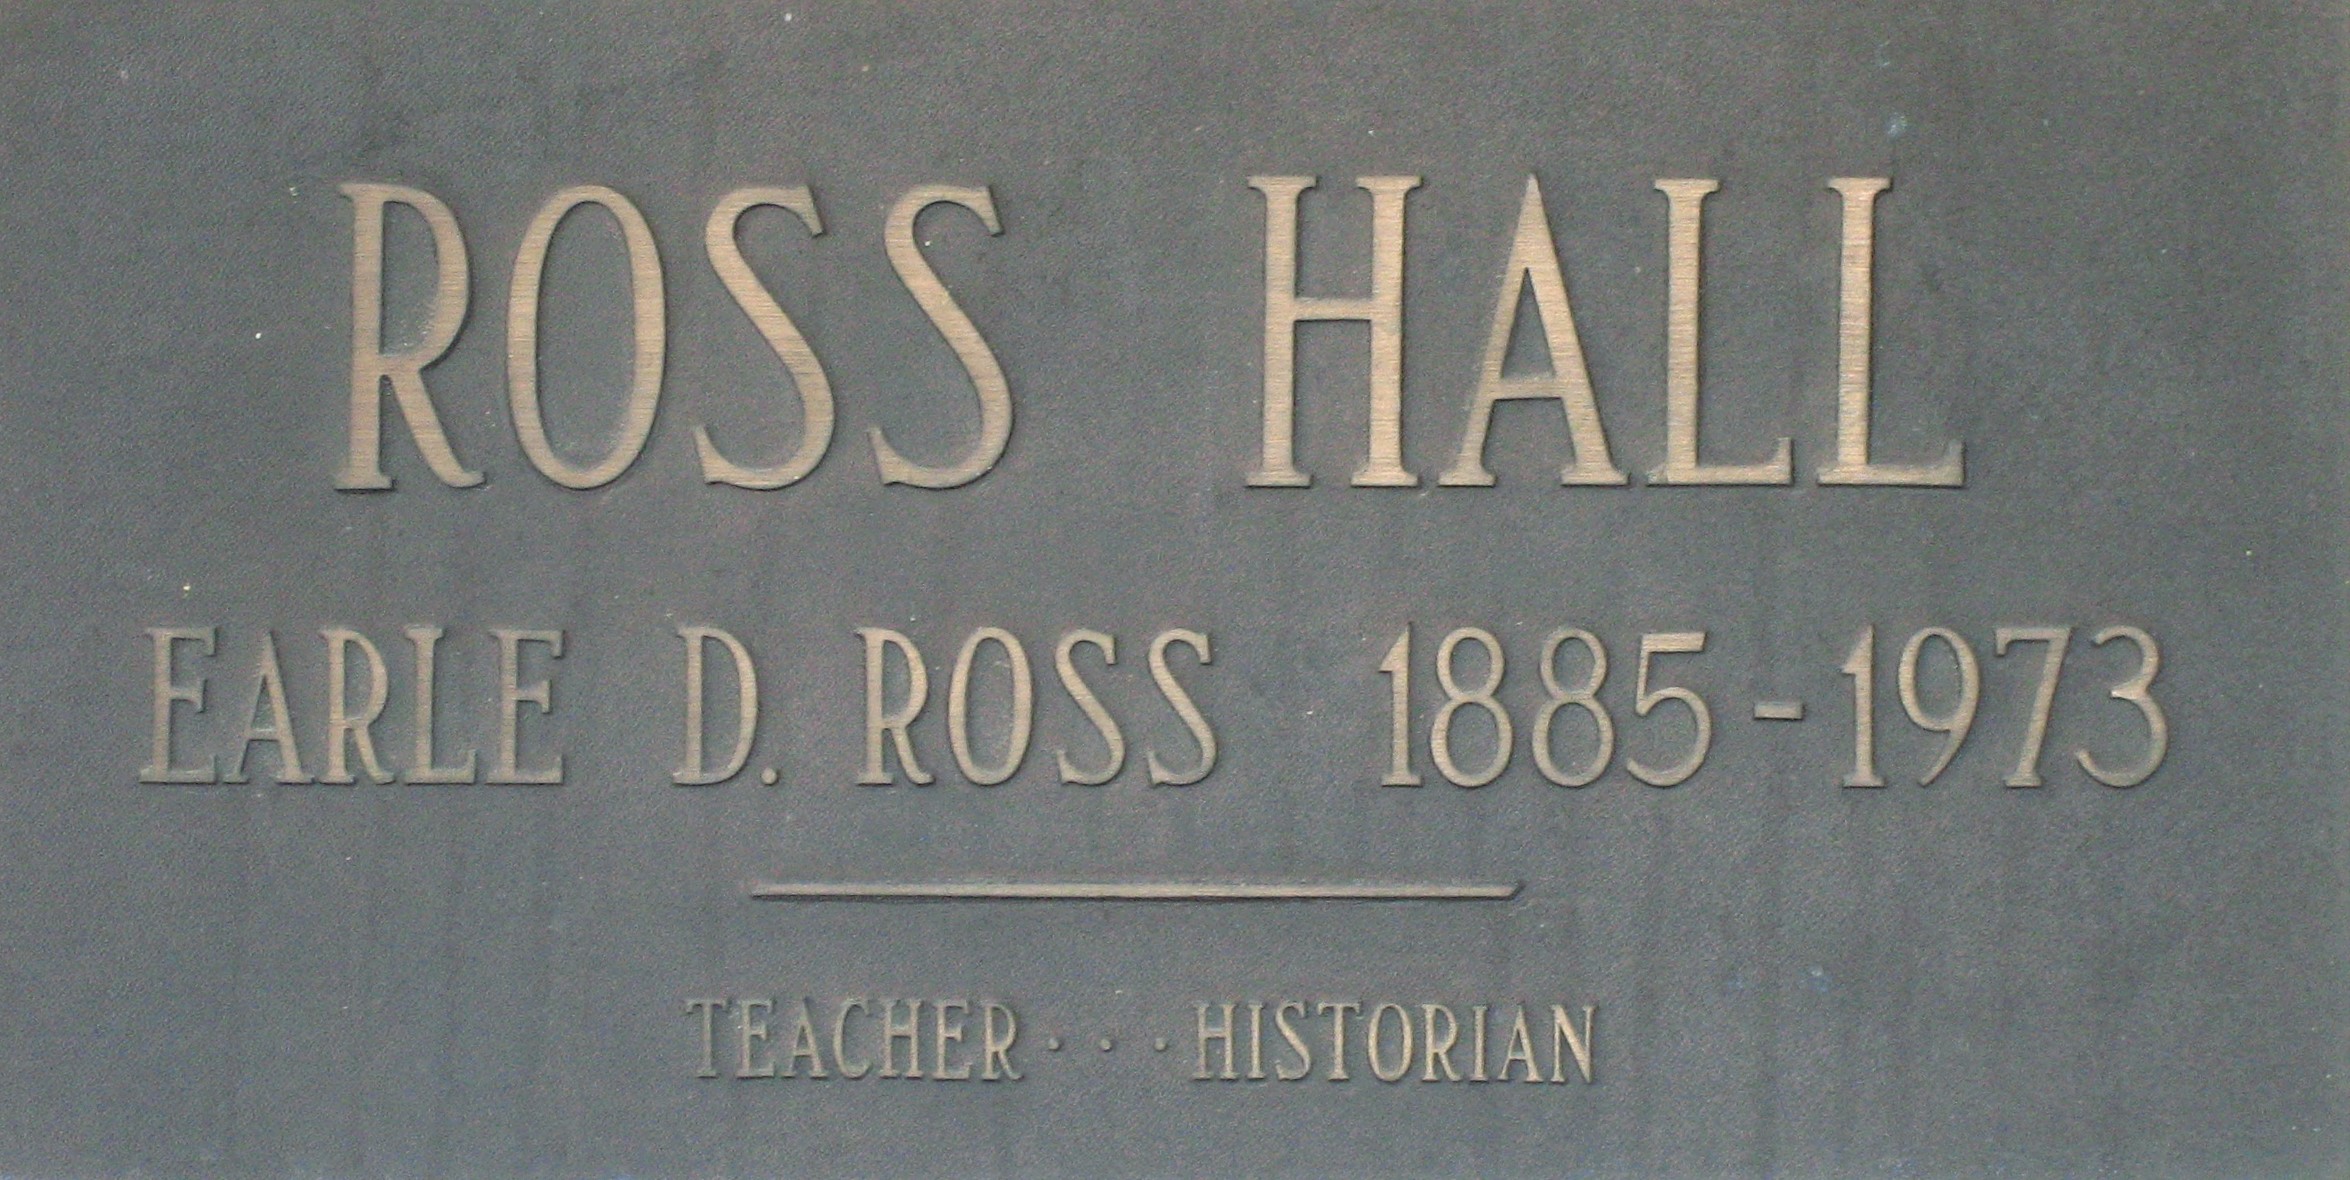 ROSS HALL
EARLE D. ROSS 1885-1973
TEACHER · · · HISTORIAN